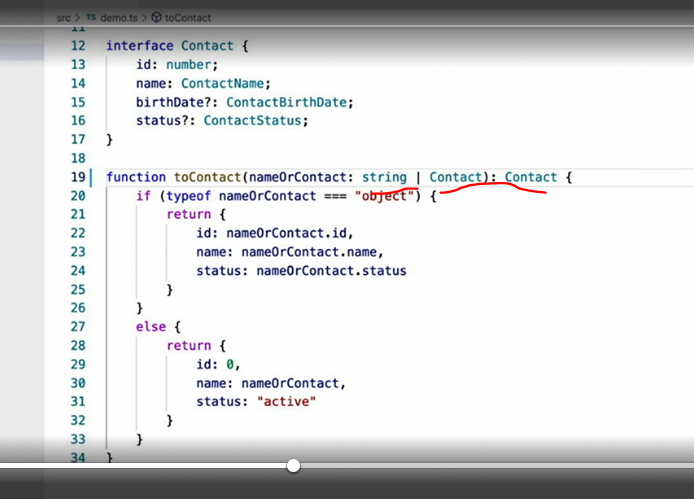 src > TS demo.ts > toContact
11
12 interface Contact {
13 id: number;
14 name: ContactName;
15 birthDate?: ContactBirthDate;
16 status?: ContactStatus;
17 }
18
19 function toContact(nameOrContact: string | Contact): Contact {
20 if (typeof nameOrContact === "object") {
21 return {
22 id: nameOrContact.id,
23 name: nameOrContact.name,
24 status: nameOrContact.status
25 }
26 }
27 else {
28 return {
29 id: 0,
30 name: nameOrContact,
31 status: "active"
32 }
33 }
34 }